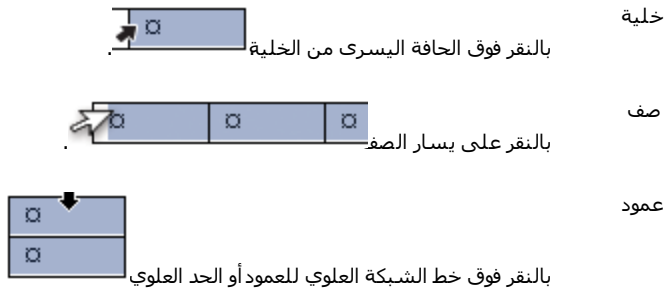 خلية
بالنقر فوق الحافة اليسرى من الخلية.
صف
بالنقر على يسار الصف.
عمود
بالنقر فوق خط الشبكة العلوي للعمود أو الحد العلوي